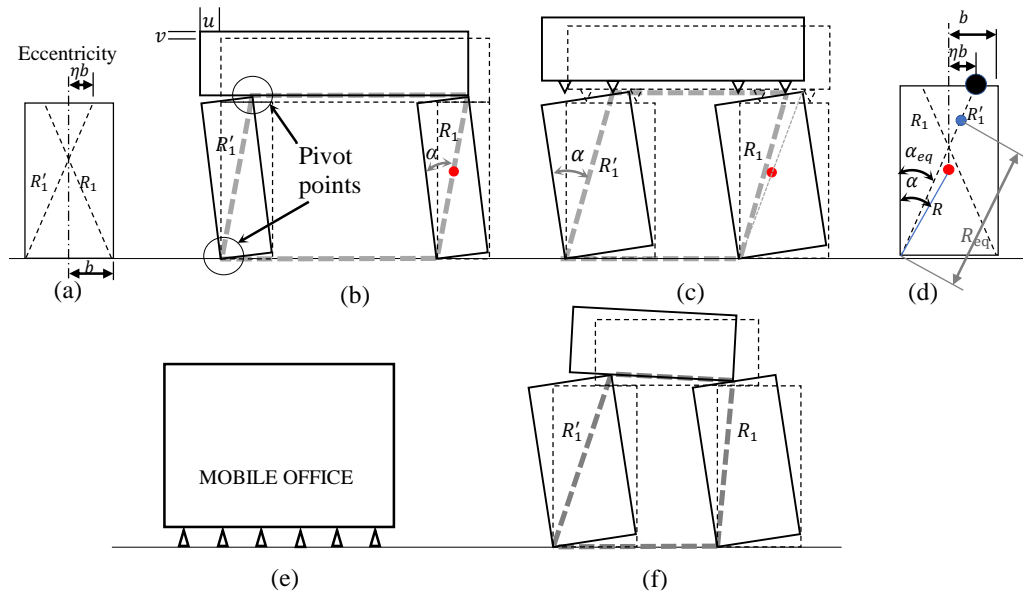 Eccentricity
ηb
R₁′
R₁
b
(a)
u
v
R₁′
Pivot
points
R₁
α
(b)
α
R₁′
R₁
(c)
b
ηb
R₁
R₁′
α_eq
α
R
R_eq
(d)
MOBILE OFFICE
(e)
R₁′
R₁
(f)